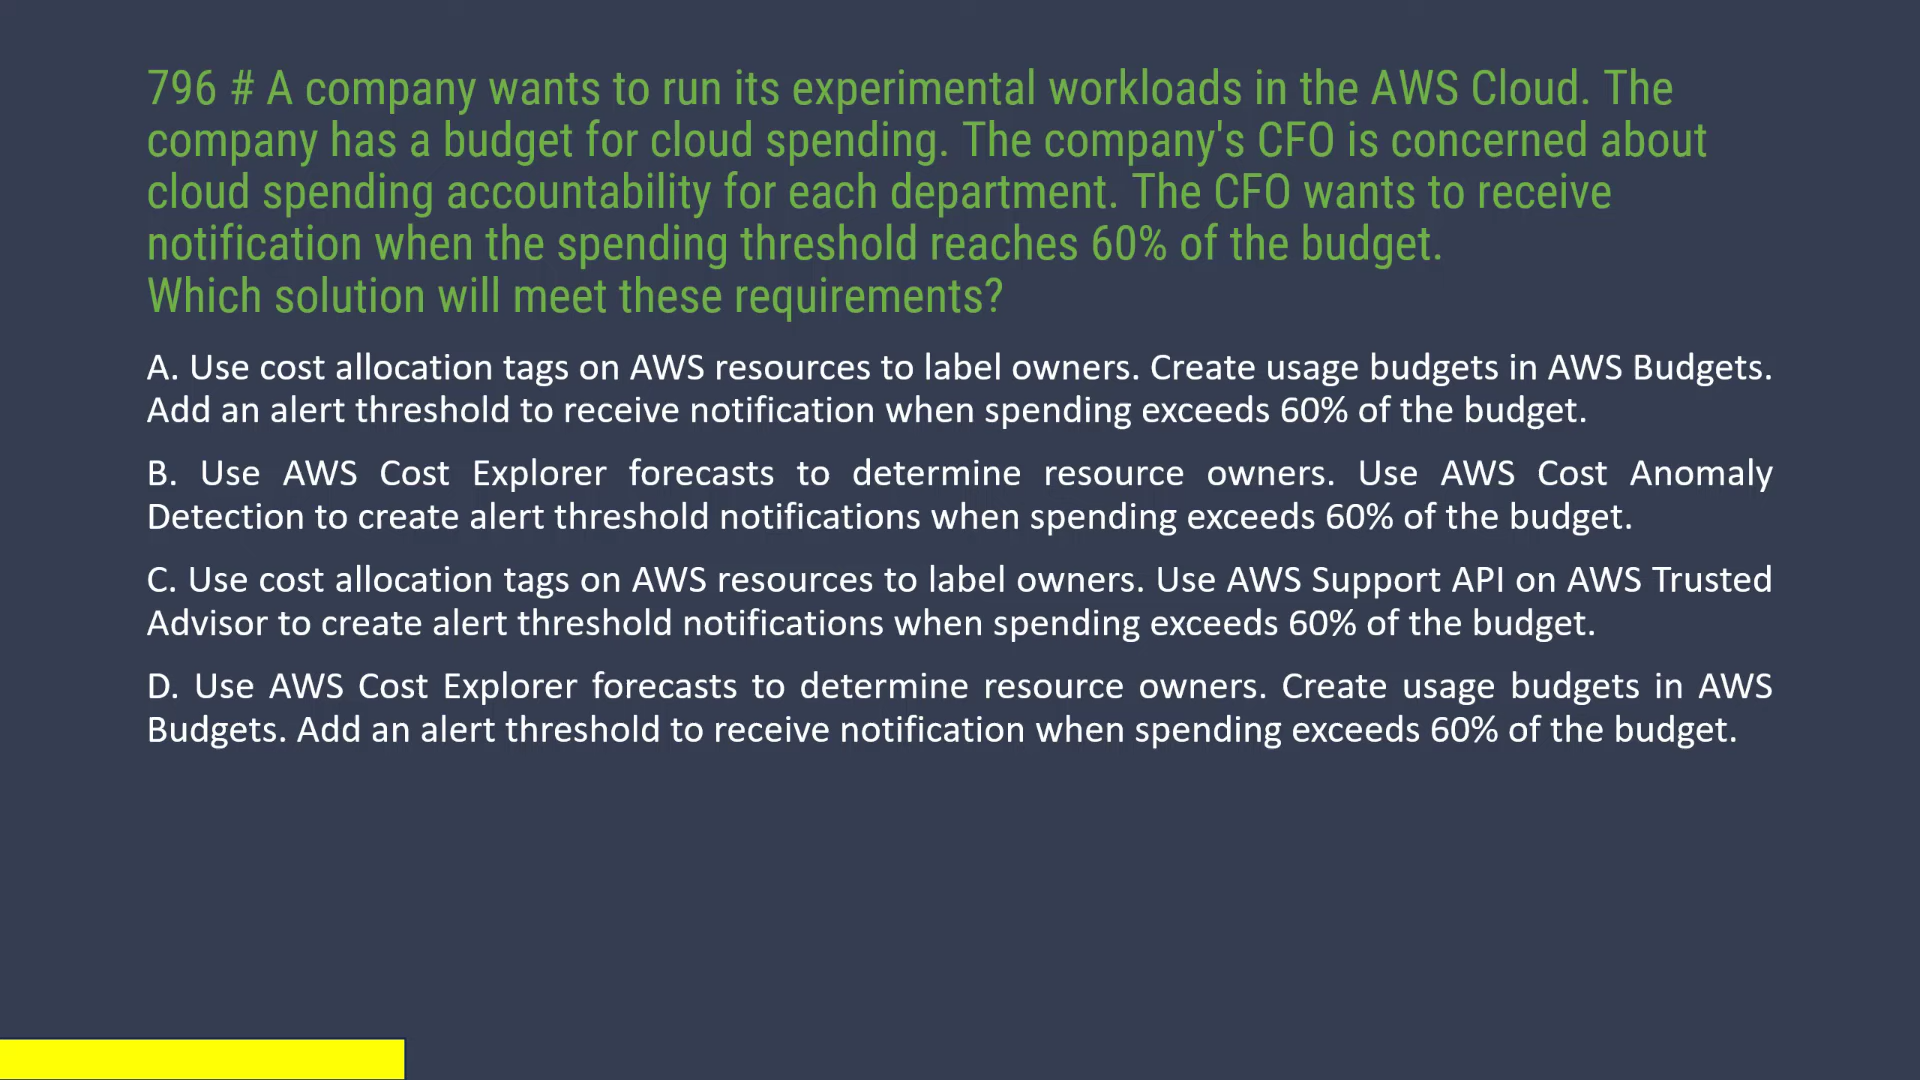 796 # A company wants to run its experimental workloads in the AWS Cloud. The
company has a budget for cloud spending. The company's CFO is concerned about
cloud spending accountability for each department. The CFO wants to receive
notification when the spending threshold reaches 60% of the budget.
Which solution will meet these requirements?
A. Use cost allocation tags on AWS resources to label owners. Create usage budgets in AWS Budgets.
Add an alert threshold to receive notification when spending exceeds 60% of the budget.
B. Use AWS Cost Explorer forecasts to determine resource owners. Use AWS Cost Anomaly
Detection to create alert threshold notifications when spending exceeds 60% of the budget.
C. Use cost allocation tags on AWS resources to label owners. Use AWS Support API on AWS Trusted
Advisor to create alert threshold notifications when spending exceeds 60% of the budget.
D. Use AWS Cost Explorer forecasts to determine resource owners. Create usage budgets in AWS
Budgets. Add an alert threshold to receive notification when spending exceeds 60% of the budget.